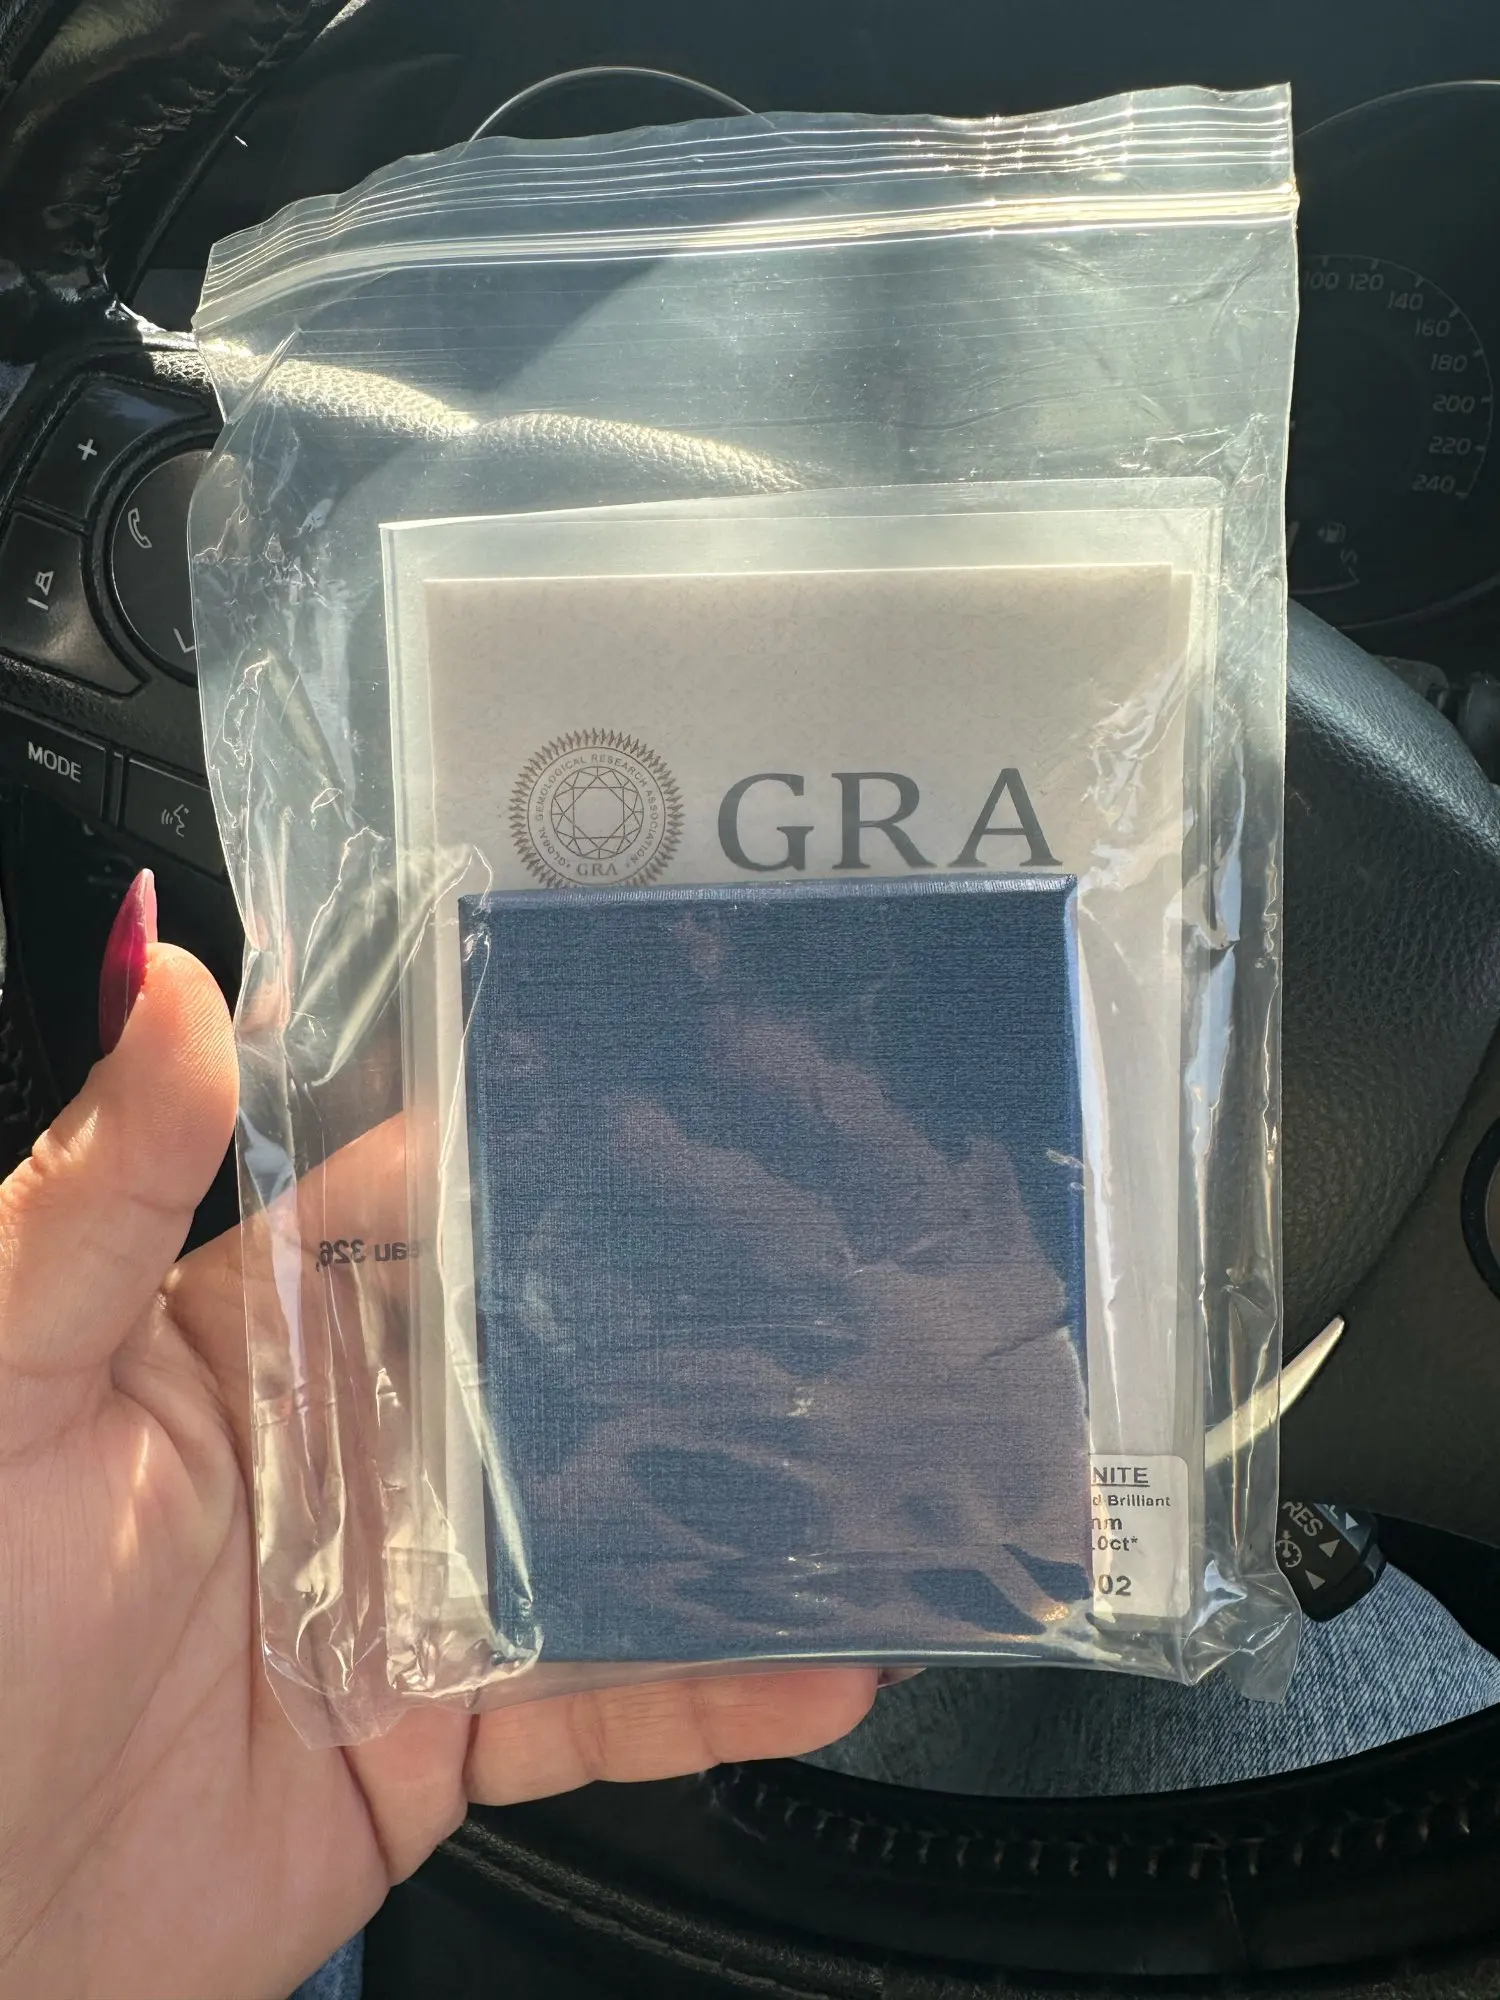 100 120
140
160
180
200
220
240
+
MODE
GLOBAL GEMOLOGICAL RESEARCH ASSOCIATION
GRA
GRA
eau 326,
NITE
d Brilliant
mm
.0ct*
02
RES